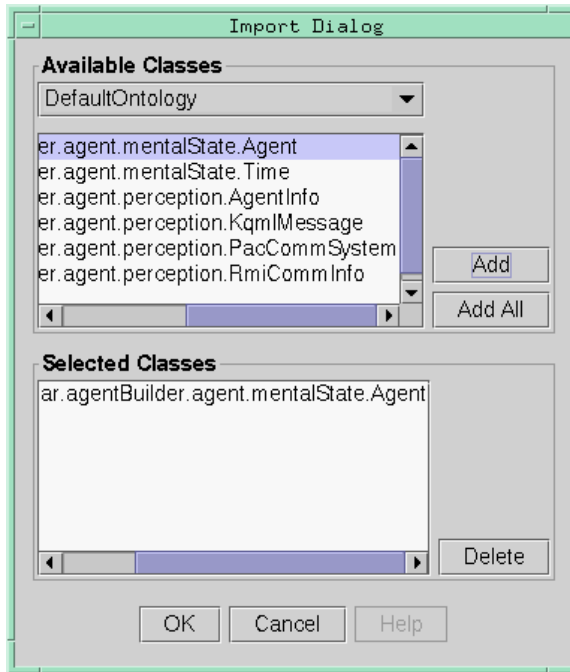 Import Dialog
Available Classes
DefaultOntology
er.agent.mentalState.Agent
er.agent.mentalState.Time
er.agent.perception.AgentInfo
er.agent.perception.KqmlMessage
er.agent.perception.PacCommSystem
er.agent.perception.RmiCommInfo
Add
Add All
Selected Classes
ar.agentBuilder.agent.mentalState.Agent
Delete
OK Cancel Help